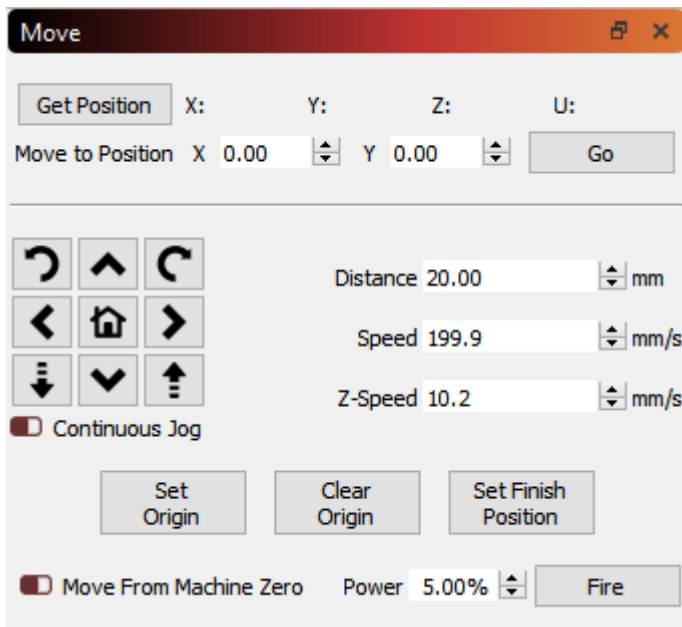 Move
Get Position X: Y: Z: U:
Move to Position X 0.00 Y 0.00 Go
Distance 20.00 mm
Speed 199.9 mm/s
Z-Speed 10.2 mm/s
Continuous Jog
Set Origin Clear Origin Set Finish Position
Move From Machine Zero Power 5.00% Fire